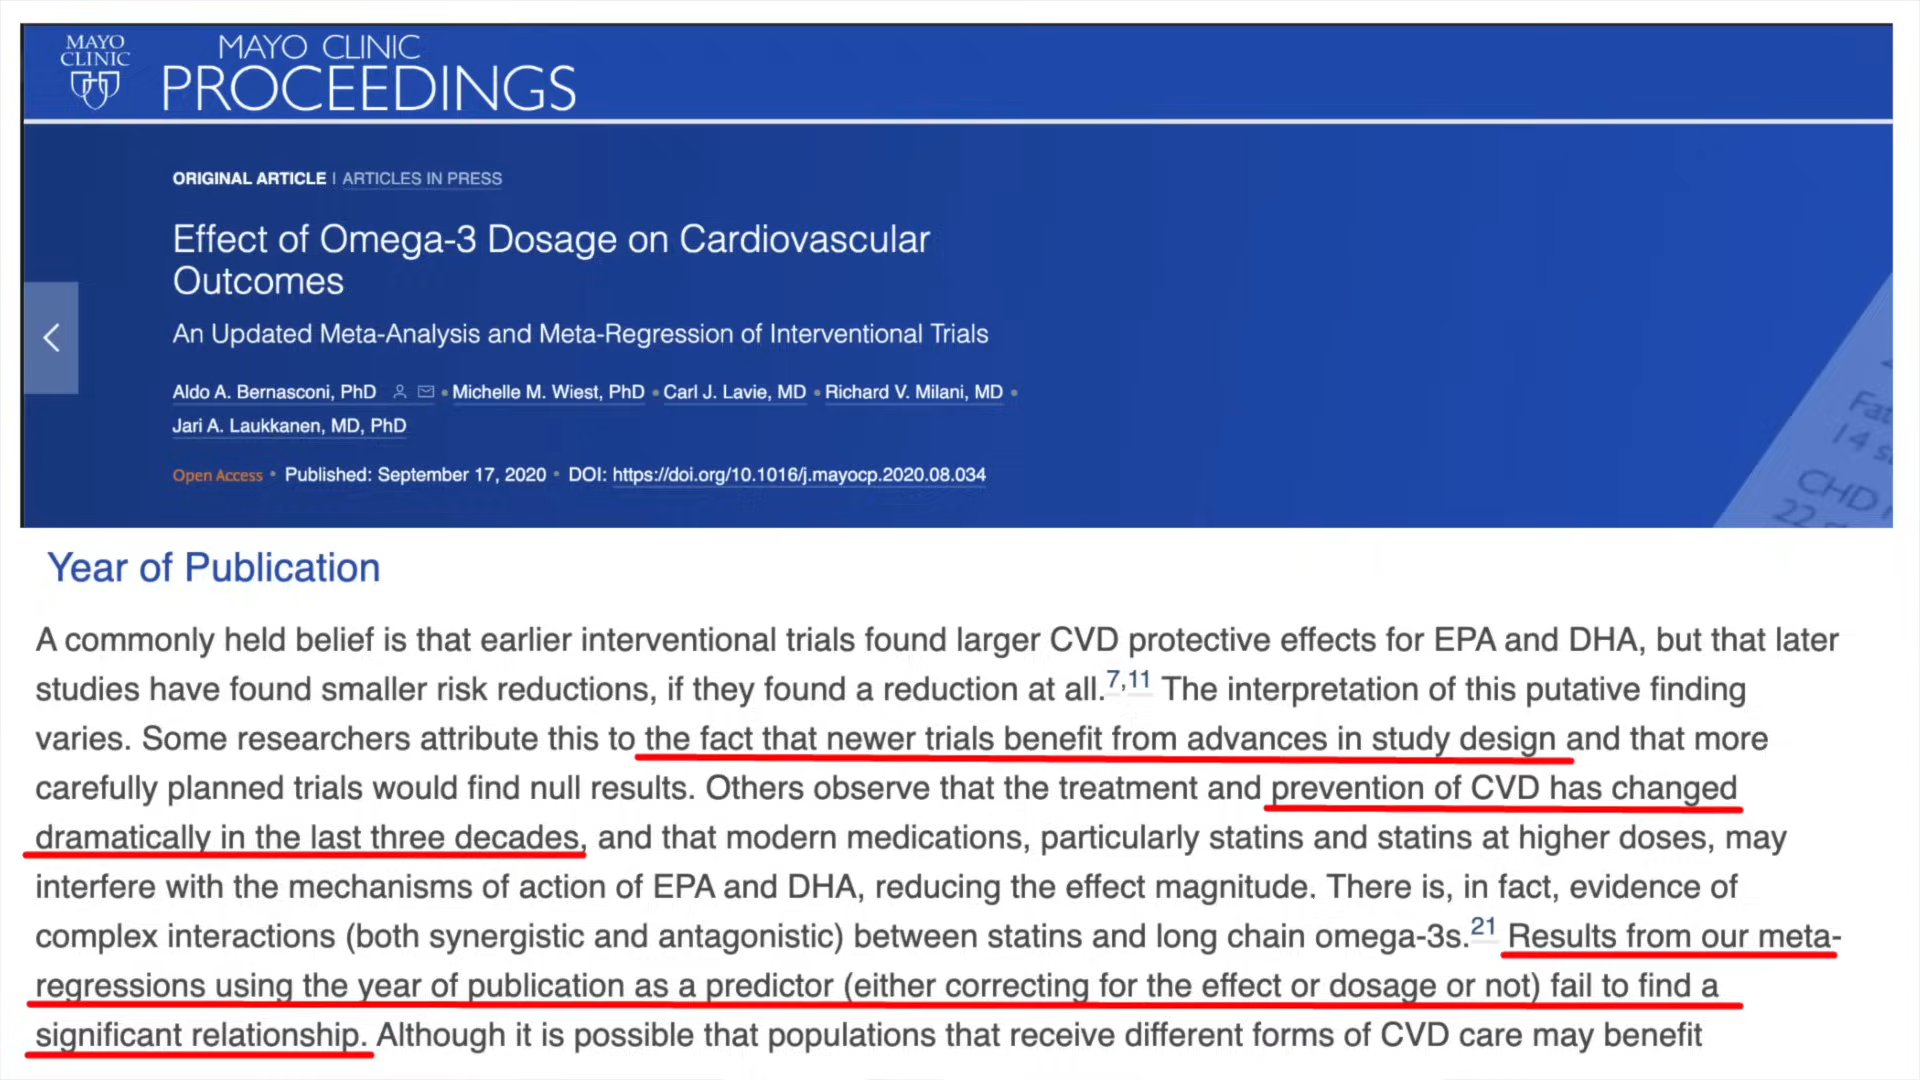 MAYO
CLINIC
MAYO CLINIC
PROCEEDINGS
ORIGINAL ARTICLE | ARTICLES IN PRESS
Effect of Omega-3 Dosage on Cardiovascular
Outcomes
An Updated Meta-Analysis and Meta-Regression of Interventional Trials
Aldo A. Bernasconi, PhD • Michelle M. Wiest, PhD • Carl J. Lavie, MD • Richard V. Milani, MD •
Jari A. Laukkanen, MD, PhD
Open Access • Published: September 17, 2020 • DOI: https://doi.org/10.1016/j.mayocp.2020.08.034
14
CHD
22
Year of Publication
A commonly held belief is that earlier interventional trials found larger CVD protective effects for EPA and DHA, but that later
studies have found smaller risk reductions, if they found a reduction at all.7,11 The interpretation of this putative finding
varies. Some researchers attribute this to the fact that newer trials benefit from advances in study design and that more
carefully planned trials would find null results. Others observe that the treatment and prevention of CVD has changed
dramatically in the last three decades, and that modern medications, particularly statins and statins at higher doses, may
interfere with the mechanisms of action of EPA and DHA, reducing the effect magnitude. There is, in fact, evidence of
complex interactions (both synergistic and antagonistic) between statins and long chain omega-3s.21 Results from our meta-
regressions using the year of publication as a predictor (either correcting for the effect or dosage or not) fail to find a
significant relationship. Although it is possible that populations that receive different forms of CVD care may benefit